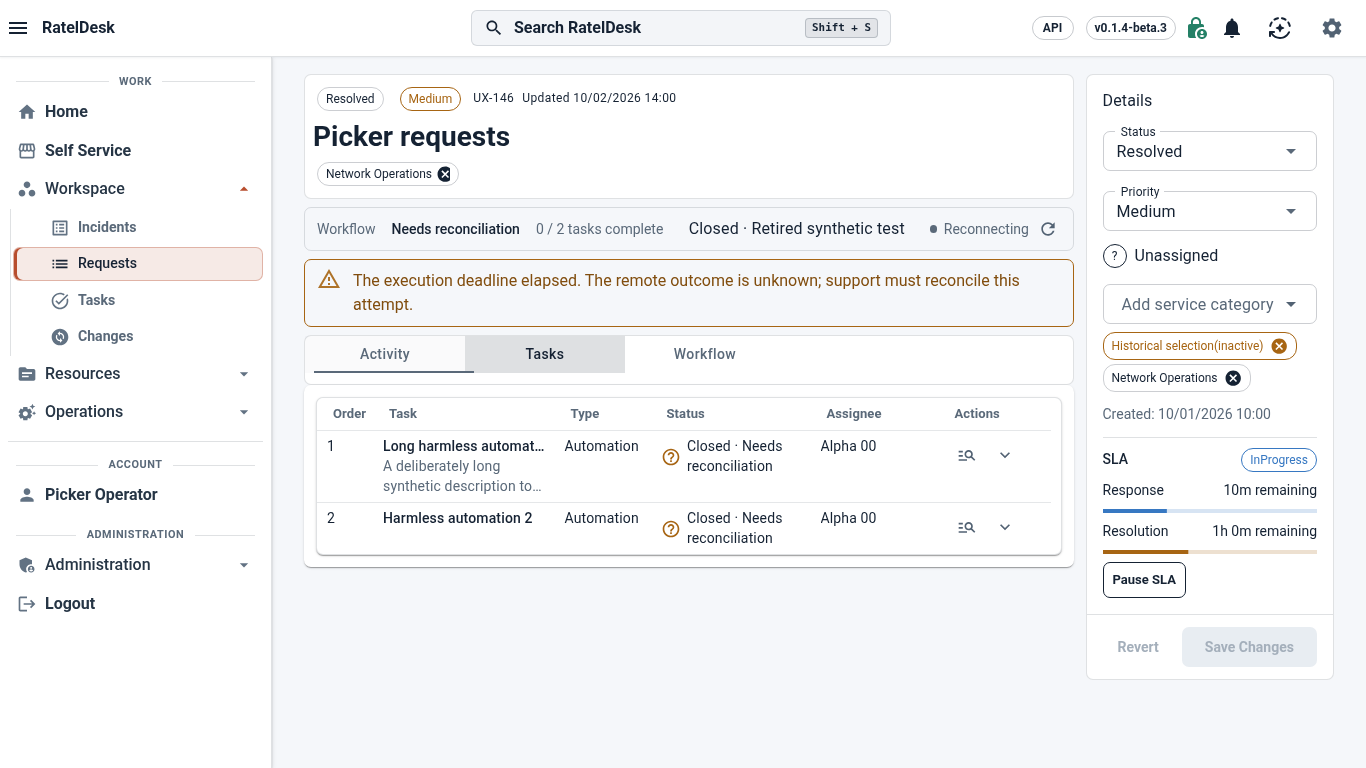 RatelDesk
Search RatelDesk
Shift + S
API
v0.1.4-beta.3
WORK
Home
Self Service
Workspace
Incidents
Requests
Tasks
Changes
Resources
Operations
ACCOUNT
Picker Operator
ADMINISTRATION
Administration
Logout
Resolved
Medium
UX-146 Updated 10/02/2026 14:00
Picker requests
Network Operations
Workflow Needs reconciliation 0 / 2 tasks complete Closed · Retired synthetic test Reconnecting
The execution deadline elapsed. The remote outcome is unknown; support must reconcile this
attempt.
Activity Tasks Workflow
Order Task Type Status Assignee Actions
1 Long harmless automat… Automation Closed · Needs Alpha 00
reconciliation
A deliberately long
synthetic description to…
2 Harmless automation 2 Automation Closed · Needs Alpha 00
reconciliation
Details
Status
Resolved
Priority
Medium
? Unassigned
Add service category
Historical selection(inactive)
Network Operations
Created: 10/01/2026 10:00
SLA InProgress
Response 10m remaining
Resolution 1h 0m remaining
Pause SLA
Revert Save Changes